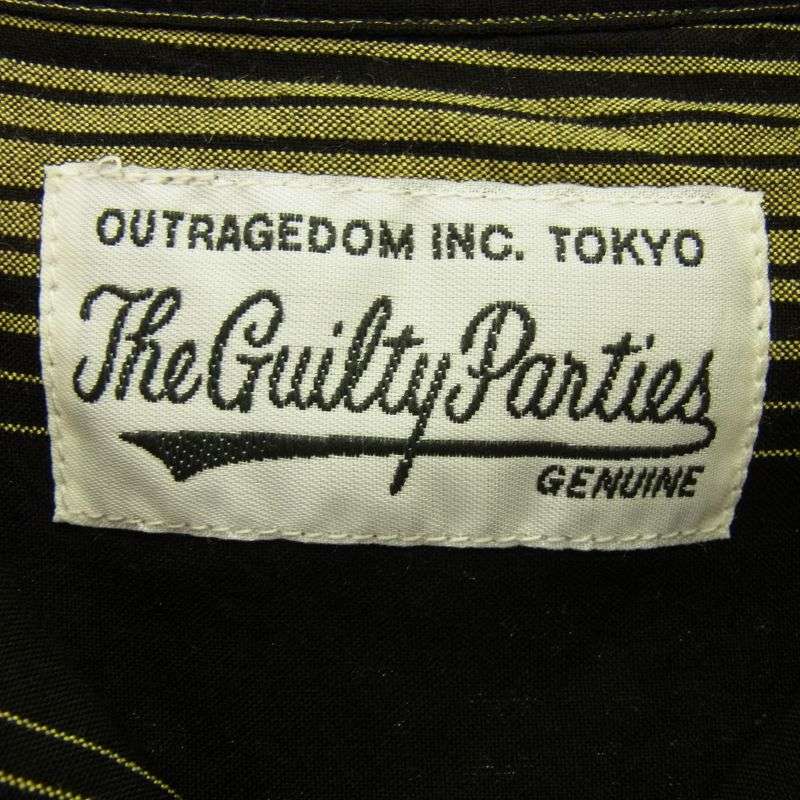 OUTRAGEDOM INC. TOKYO
The Guilty Parties
GENUINE